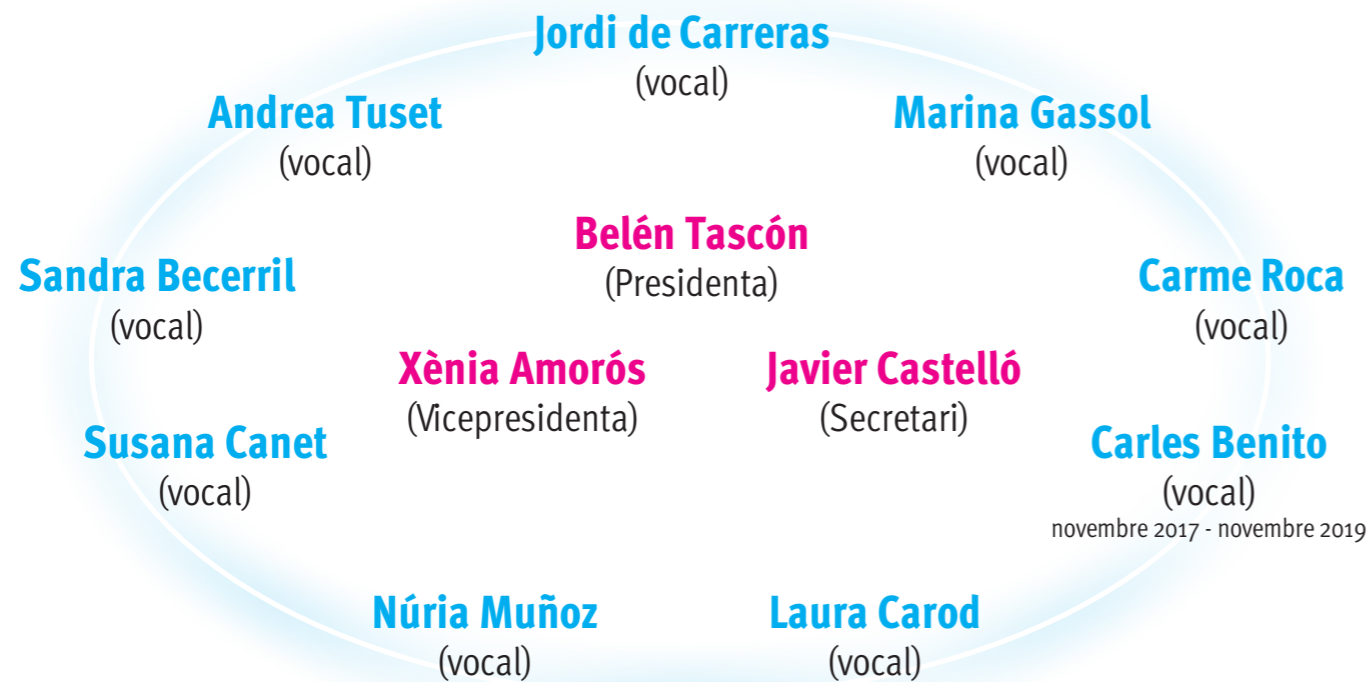 Jordi de Carreras
(vocal)
Andrea Tuset
(vocal)
Marina Gassol
(vocal)
Belén Tascón
(Presidenta)
Sandra Becerril
(vocal)
Carme Roca
(vocal)
Xènia Amorós
(Vicepresidenta)
Javier Castelló
(Secretari)
Susana Canet
(vocal)
Carles Benito
(vocal)
novembre 2017 - novembre 2019
Núria Muñoz
(vocal)
Laura Carod
(vocal)